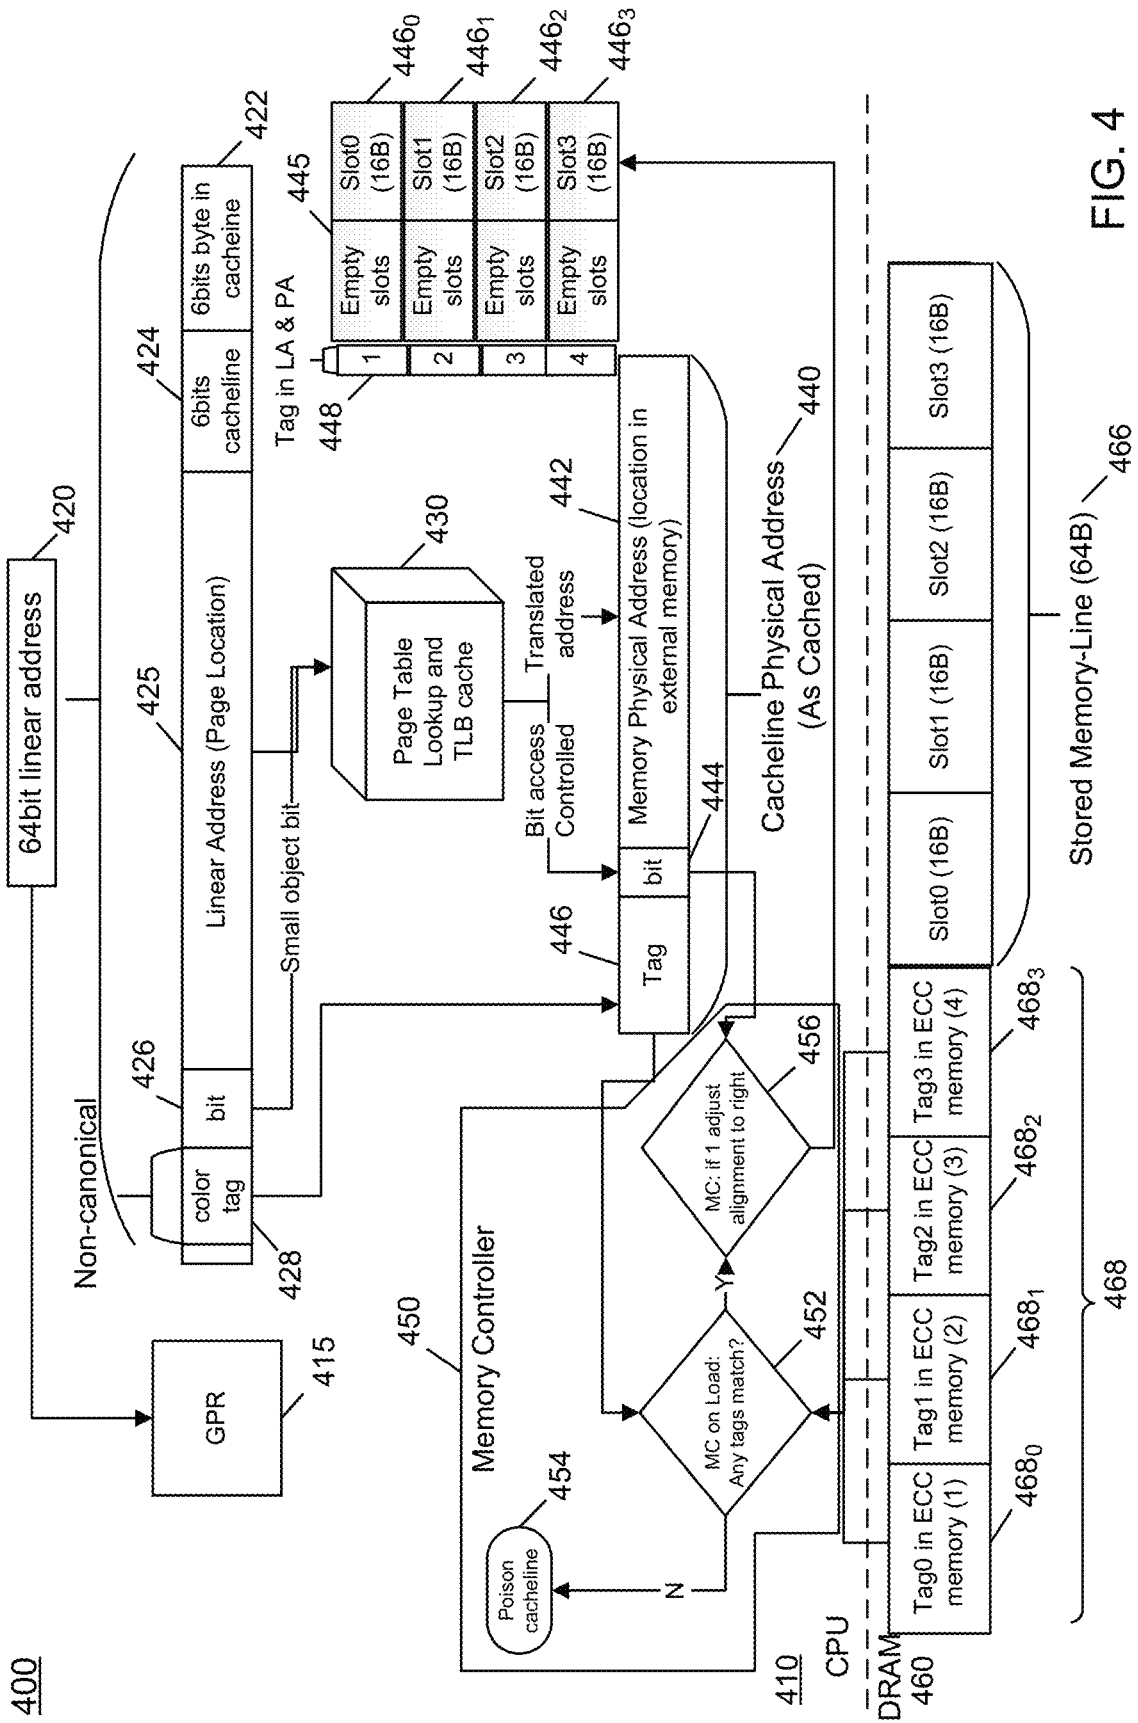 400
64bit linear address
420
Non-canonical
GPR
415
color
tag
428
bit
426
Linear Address (Page Location)
425
6bits
cacheline
424
6bits byte in
cacheine
422
Small object bit
Page Table
Lookup and
TLB cache
430
Bit access
Controlled
Translated
address
Tag in LA & PA
448
1
2
3
4
445
Empty
slots
Slot0
(16B)
446₀
Empty
slots
Slot1
(16B)
446₁
Empty
slots
Slot2
(16B)
446₂
Empty
slots
Slot3
(16B)
446₃
Tag
446
bit
444
Memory Physical Address (location in
external memory)
442
Cacheline Physical Address
(As Cached)
440
450
Memory Controller
Poison
cacheline
454
N
MC on Load:
Any tags match?
452
Y
MC: if 1 adjust
alignment to right
456
410
CPU
DRAM
460
Tag0 in ECC
memory (1)
468₀
Tag1 in ECC
memory (2)
468₁
Tag2 in ECC
memory (3)
468₂
Tag3 in ECC
memory (4)
468₃
468
Slot0 (16B)
Slot1 (16B)
Slot2 (16B)
Slot3 (16B)
Stored Memory-Line (64B)
466
FIG. 4